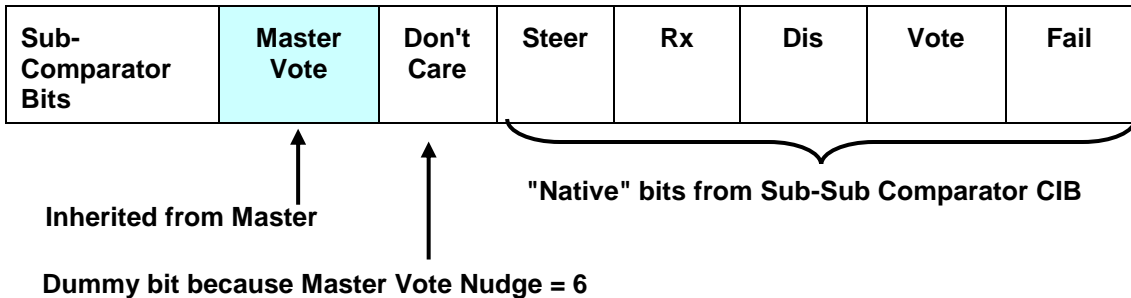 Sub-
Comparator
Bits
Master
Vote
Don't
Care
Steer
Rx
Dis
Vote
Fail
"Native" bits from Sub-Sub Comparator CIB
Inherited from Master
Dummy bit because Master Vote Nudge = 6